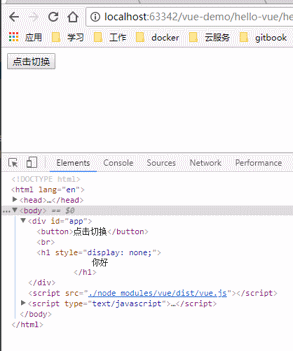 localhost:63342/vue-demo/hello-vue/he
应用 学习 工作 docker 云服务 gitbook
点击切换
Elements Console Sources Network Performance
<!DOCTYPE html>
<html lang="en">
<head>…</head>
<body> == $0
<div id="app">
<button>点击切换</button>
<br>
<h1 style="display: none;">
你好
</h1>
</div>
<script src="./node_modules/vue/dist/vue.js"></script>
<script type="text/javascript">…</script>
</body>
</html>